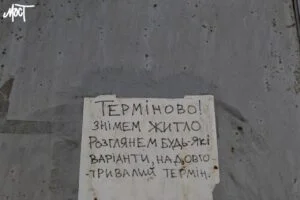 МОСТ
ТЕРМІНОВО!
ЗНІМЕМ ЖИТЛО
РОЗГЛЯНЕМ БУДЬ-ЯКІ
ВАРІАНТИ, НА ДОВГО
-ТРИВАЛИЙ ТЕРМІН.